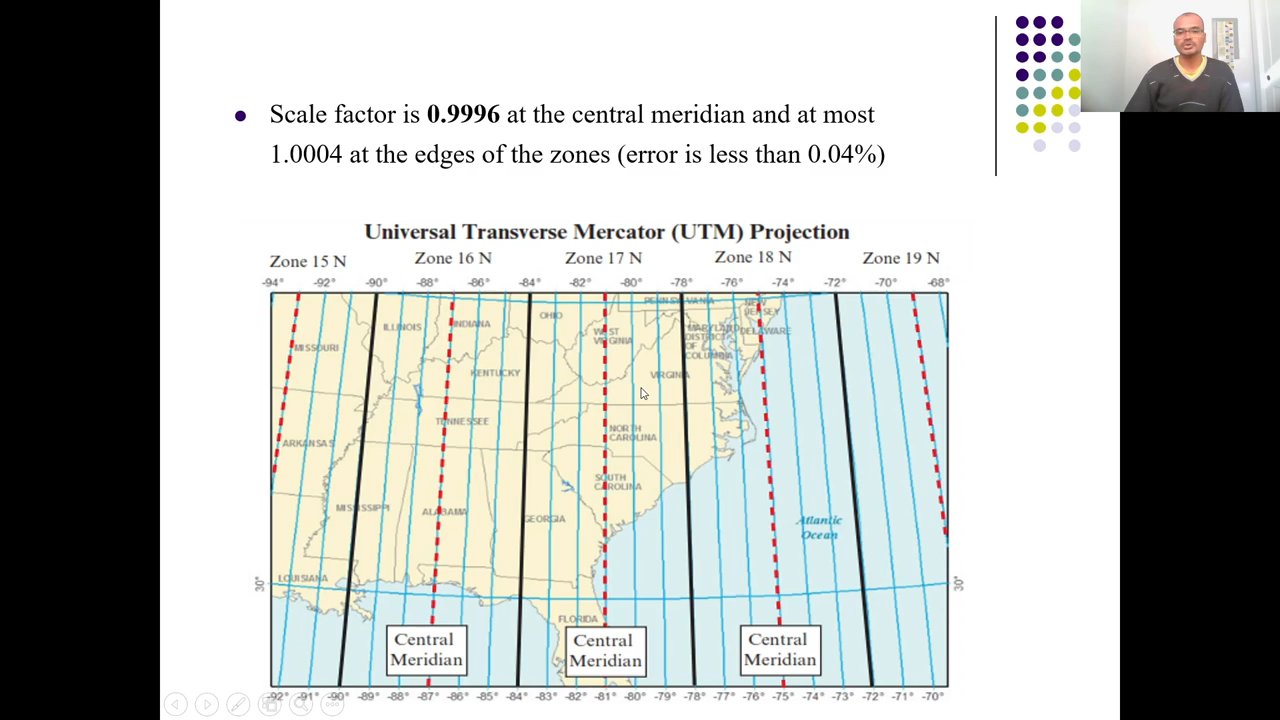 Scale factor is 0.9996 at the central meridian and at most
1.0004 at the edges of the zones (error is less than 0.04%)
Universal Transverse Mercator (UTM) Projection
Zone 15 N Zone 16 N Zone 17 N Zone 18 N Zone 19 N
-94° -92° -90° -88° -86° -84° -82° -80° -78° -76° -74° -72° -70° -68°
PENNSYLVANIA
NEW
JERSEY
OHIO
ILLINOIS
INDIANA
WEST
VIRGINIA
MARYLAND
DISTRICT
OF
COLUMBIA
DELAWARE
MISSOURI
KENTUCKY
VIRGINIA
TENNESSEE
NORTH
CAROLINA
ARKANSAS
SOUTH
CAROLINA
MISSISSIPPI
ALABAMA
GEORGIA
Atlantic
Ocean
LOUISIANA
30° 30°
FLORIDA
Central
Meridian
Central
Meridian
Central
Meridian
-92° -91° -90° -89° -88° -87° -86° -85° -84° -83° -82° -81° -80° -79° -78° -77° -76° -75° -74° -73° -72° -71° -70°